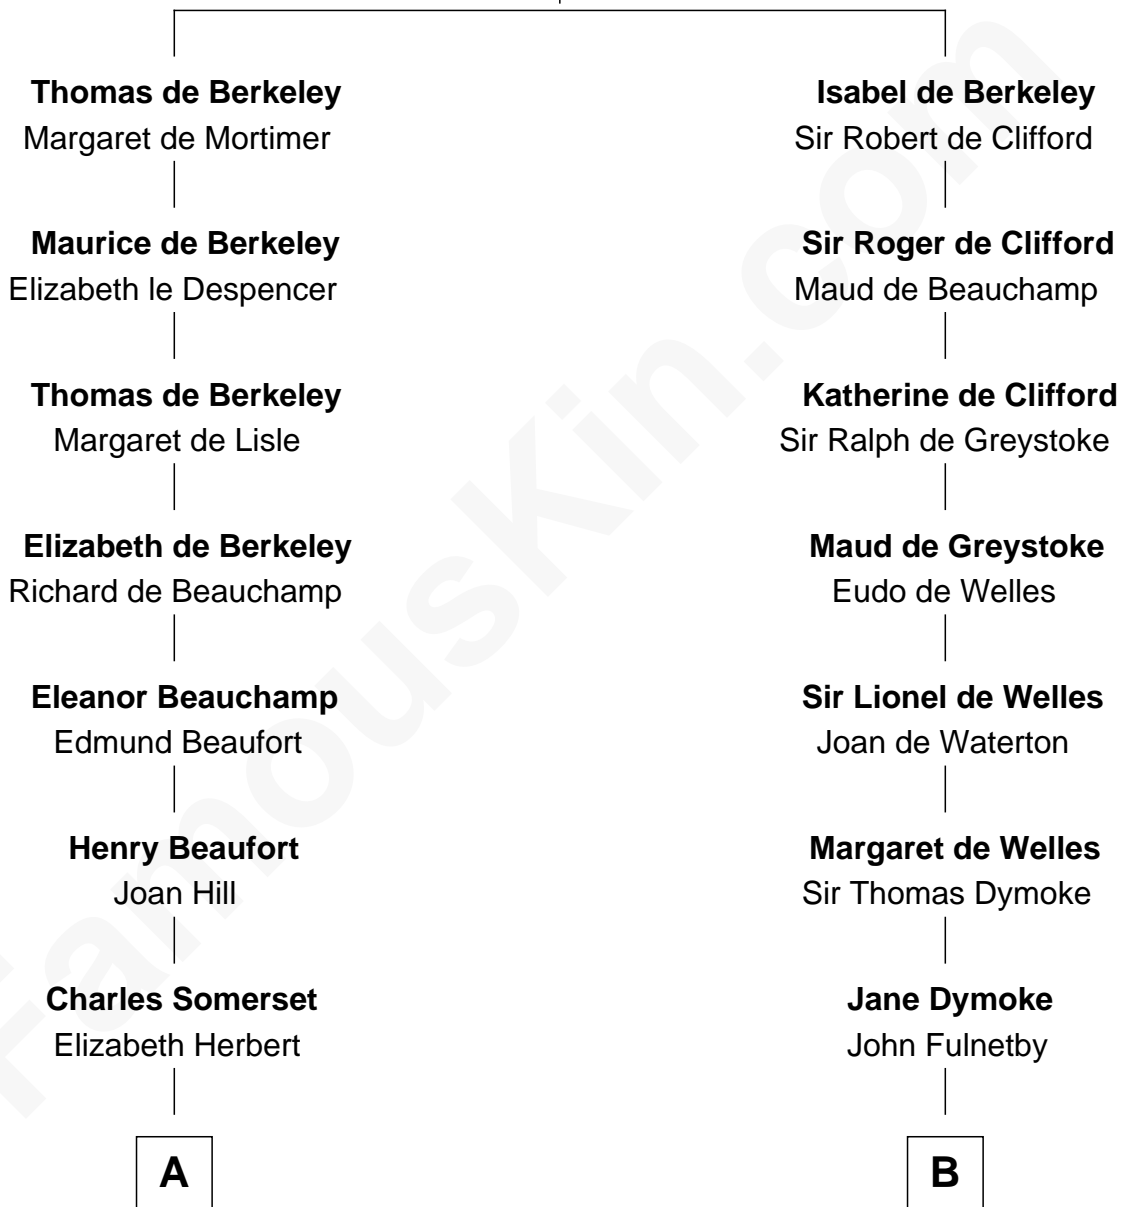 Thomas de Berkeley
Margaret de Mortimer
Maurice de Berkeley
Elizabeth le Despencer
Thomas de Berkeley
Margaret de Lisle
Elizabeth de Berkeley
Richard de Beauchamp
Eleanor Beauchamp
Edmund Beaufort
Henry Beaufort
Joan Hill
Charles Somerset
Elizabeth Herbert
A
Isabel de Berkeley
Sir Robert de Clifford
Sir Roger de Clifford
Maud de Beauchamp
Katherine de Clifford
Sir Ralph de Greystoke
Maud de Greystoke
Eudo de Welles
Sir Lionel de Welles
Joan de Waterton
Margaret de Welles
Sir Thomas Dymoke
Jane Dymoke
John Fulnetby
B
FamousKin.com